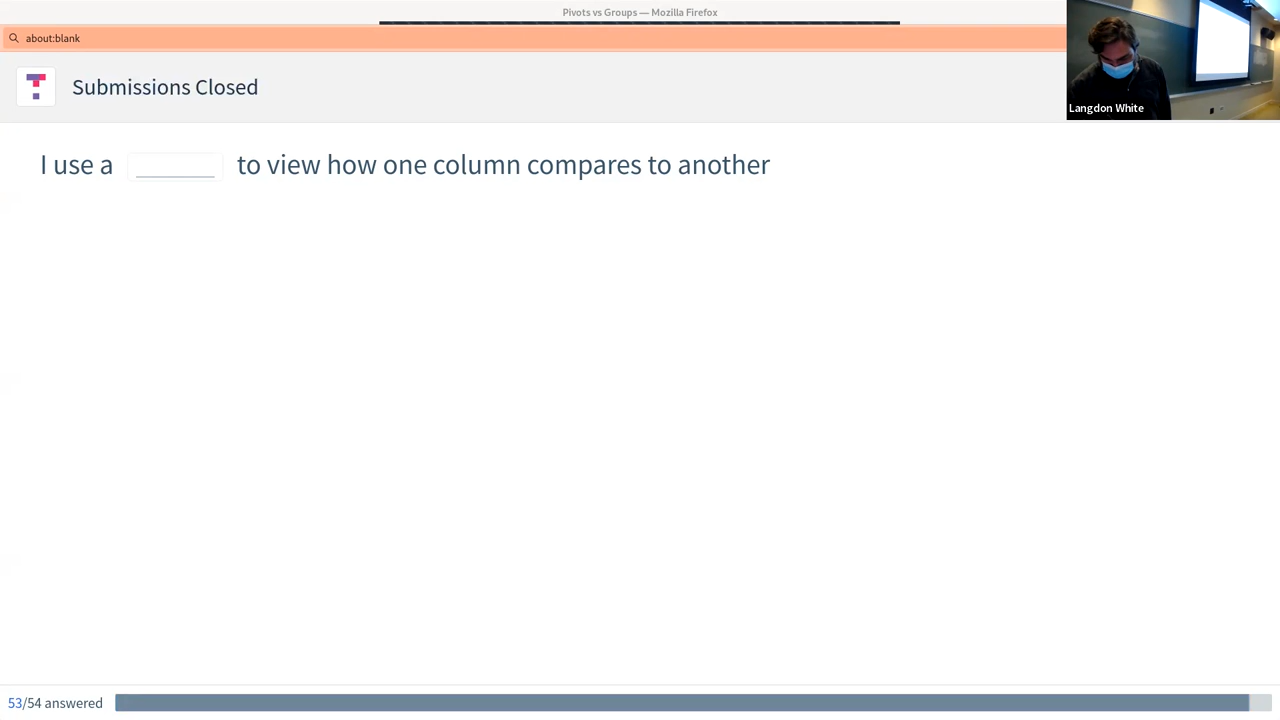 Pivots vs Groups — Mozilla Firefox
about:blank
Submissions Closed
Langdon White
I use a ________ to view how one column compares to another
53/54 answered